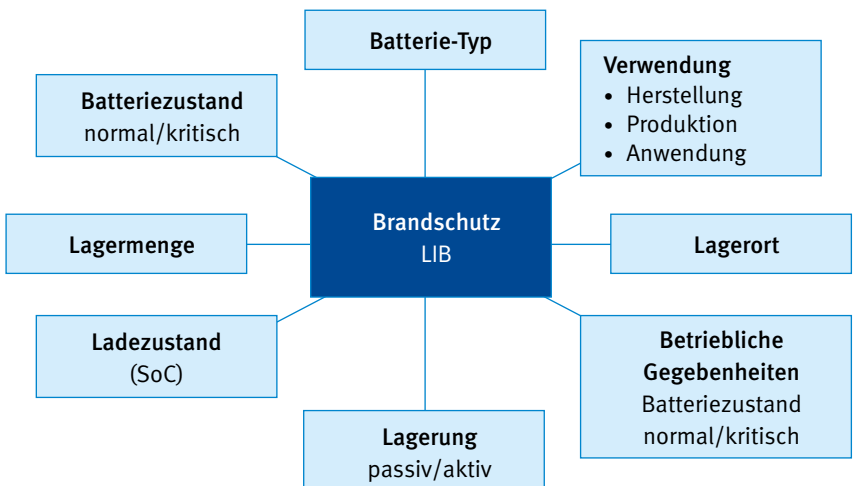 Batterie-Typ
Verwendung
• Herstellung
• Produktion
• Anwendung
Batteriezustand
normal/kritisch
Brandschutz
LIB
Lagermenge
Lagerort
Ladezustand
(SoC)
Betriebliche
Gegebenheiten
Batteriezustand
normal/kritisch
Lagerung
passiv/aktiv